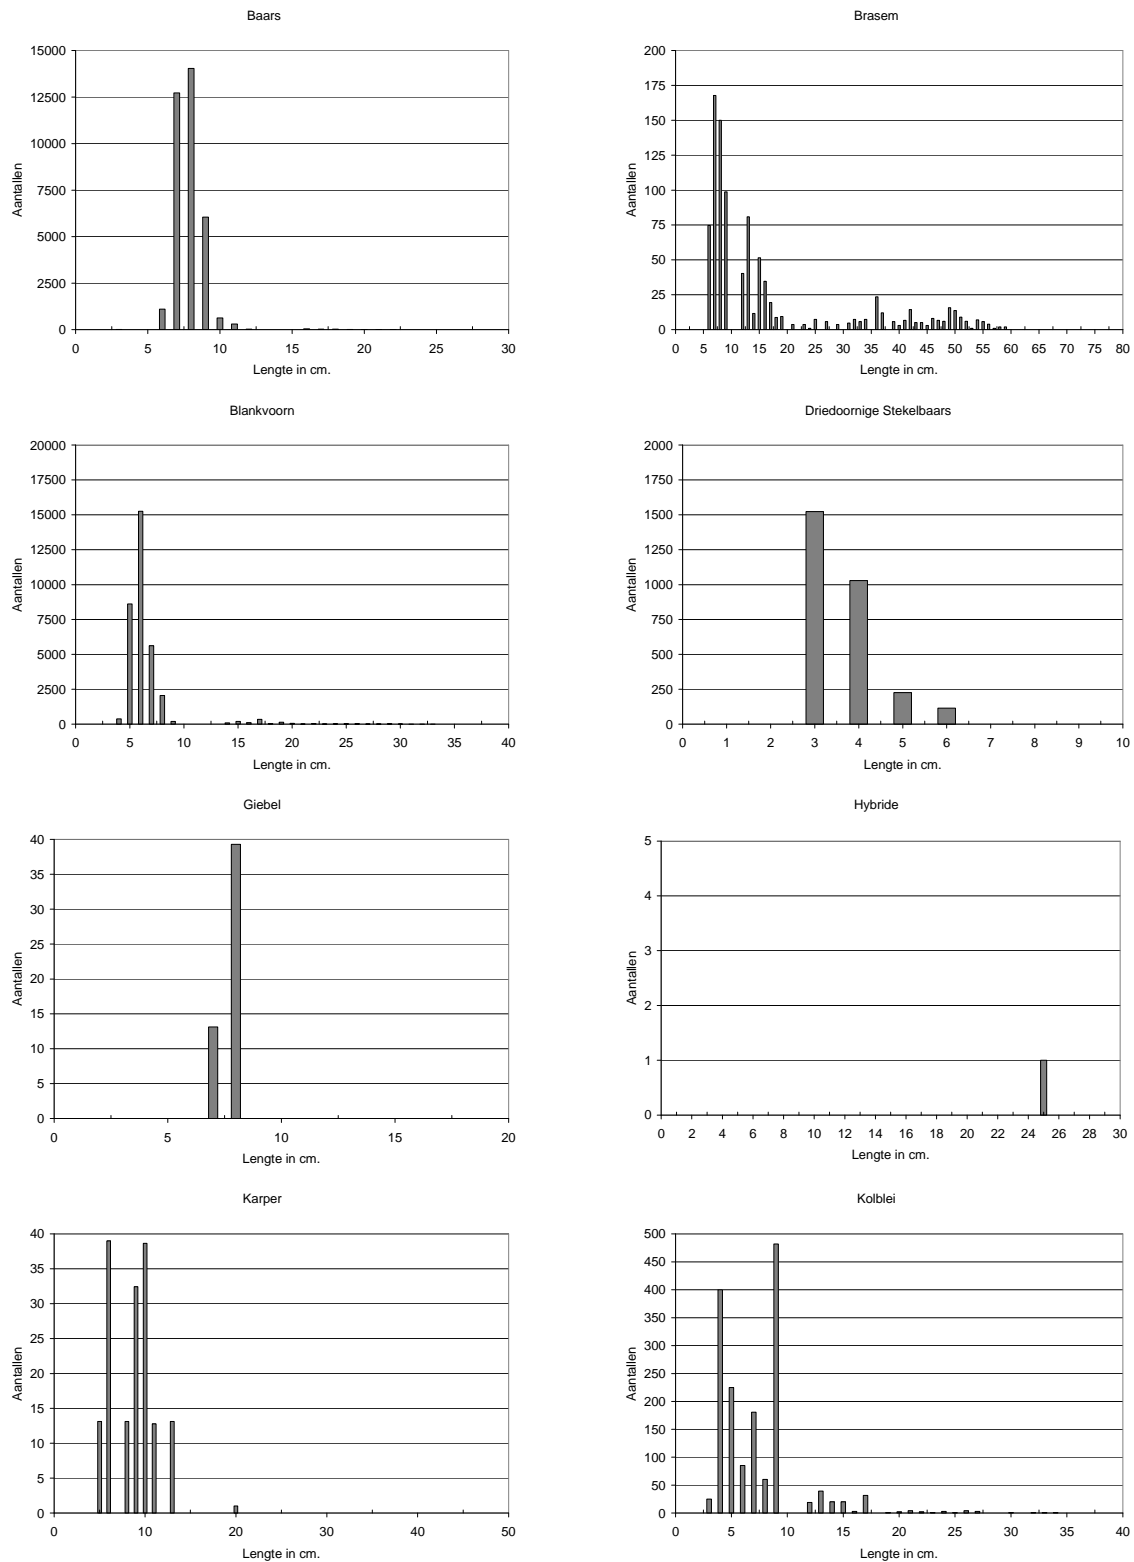 Baars
15000
12500
10000
7500
5000
2500
0
Aantallen
0 5 10 15 20 25 30
Lengte in cm.
Brasem
200
175
150
125
100
75
50
25
0
Aantallen
0 5 10 15 20 25 30 35 40 45 50 55 60 65 70 75 80
Lengte in cm.
Blankvoorn
20000
17500
15000
12500
10000
7500
5000
2500
0
Aantallen
0 5 10 15 20 25 30 35 40
Lengte in cm.
Driedoornige Stekelbaars
2000
1750
1500
1250
1000
750
500
250
0
Aantallen
0 1 2 3 4 5 6 7 8 9 10
Lengte in cm.
Giebel
40
35
30
25
20
15
10
5
0
Aantallen
0 5 10 15 20
Lengte in cm.
Hybride
5
4
3
2
1
0
Aantallen
0 2 4 6 8 10 12 14 16 18 20 22 24 26 28 30
Lengte in cm.
Karper
40
35
30
25
20
15
10
5
0
Aantallen
0 10 20 30 40 50
Lengte in cm.
Kolblei
500
450
400
350
300
250
200
150
100
50
0
Aantallen
0 5 10 15 20 25 30 35 40
Lengte in cm.